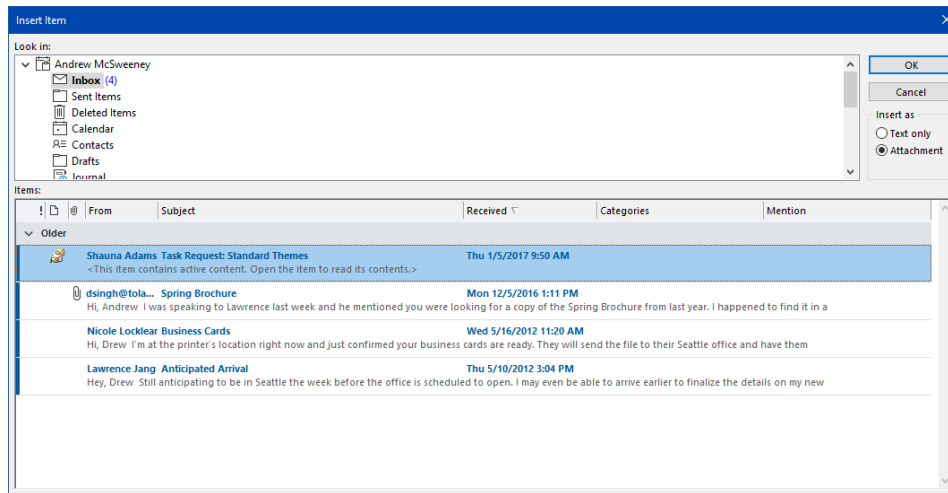 Insert Item
Look in:
Andrew McSweeney
Inbox (4)
Sent Items
Deleted Items
Calendar
Contacts
Drafts
Journal
OK
Cancel
Insert as
Text only
Attachment
Items:
! From Subject Received Categories Mention
Older
Shauna Adams Task Request: Standard Themes Thu 1/5/2017 9:50 AM
<This item contains active content. Open the item to read its contents.>
dsingh@tola... Spring Brochure Mon 12/5/2016 1:11 PM
Hi, Andrew I was speaking to Lawrence last week and he mentioned you were looking for a copy of the Spring Brochure from last year. I happened to find it in a
Nicole Locklear Business Cards Wed 5/16/2012 11:20 AM
Hi, Drew I'm at the printer's location right now and just confirmed your business cards are ready. They will send the file to their Seattle office and have them
Lawrence Jang Anticipated Arrival Thu 5/10/2012 3:04 PM
Hey, Drew Still anticipating to be in Seattle the week before the office is scheduled to open. I may even be able to arrive earlier to finalize the details on my new